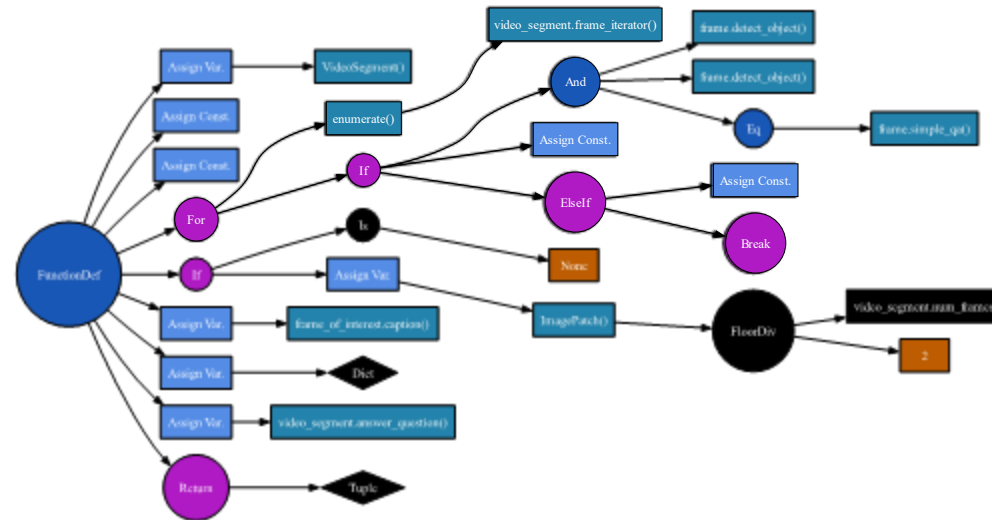 video_segment.frame_iterator()
frame.detect_object()
Assign Var.
VideoSegment()
And
frame.detect_object()
Assign Const.
enumerate()
Eq
frame.simple_qa()
Assign Const.
Assign Const.
If
ElseIf
Assign Const.
For
Break
Is
FunctionDef
If
Assign Var.
None
Assign Var.
frame_of_interest.caption()
ImagePatch()
FloorDiv
video_segment.num_frames
2
Assign Var.
Dict
Assign Var.
video_segment.answer_question()
Return
Tuple